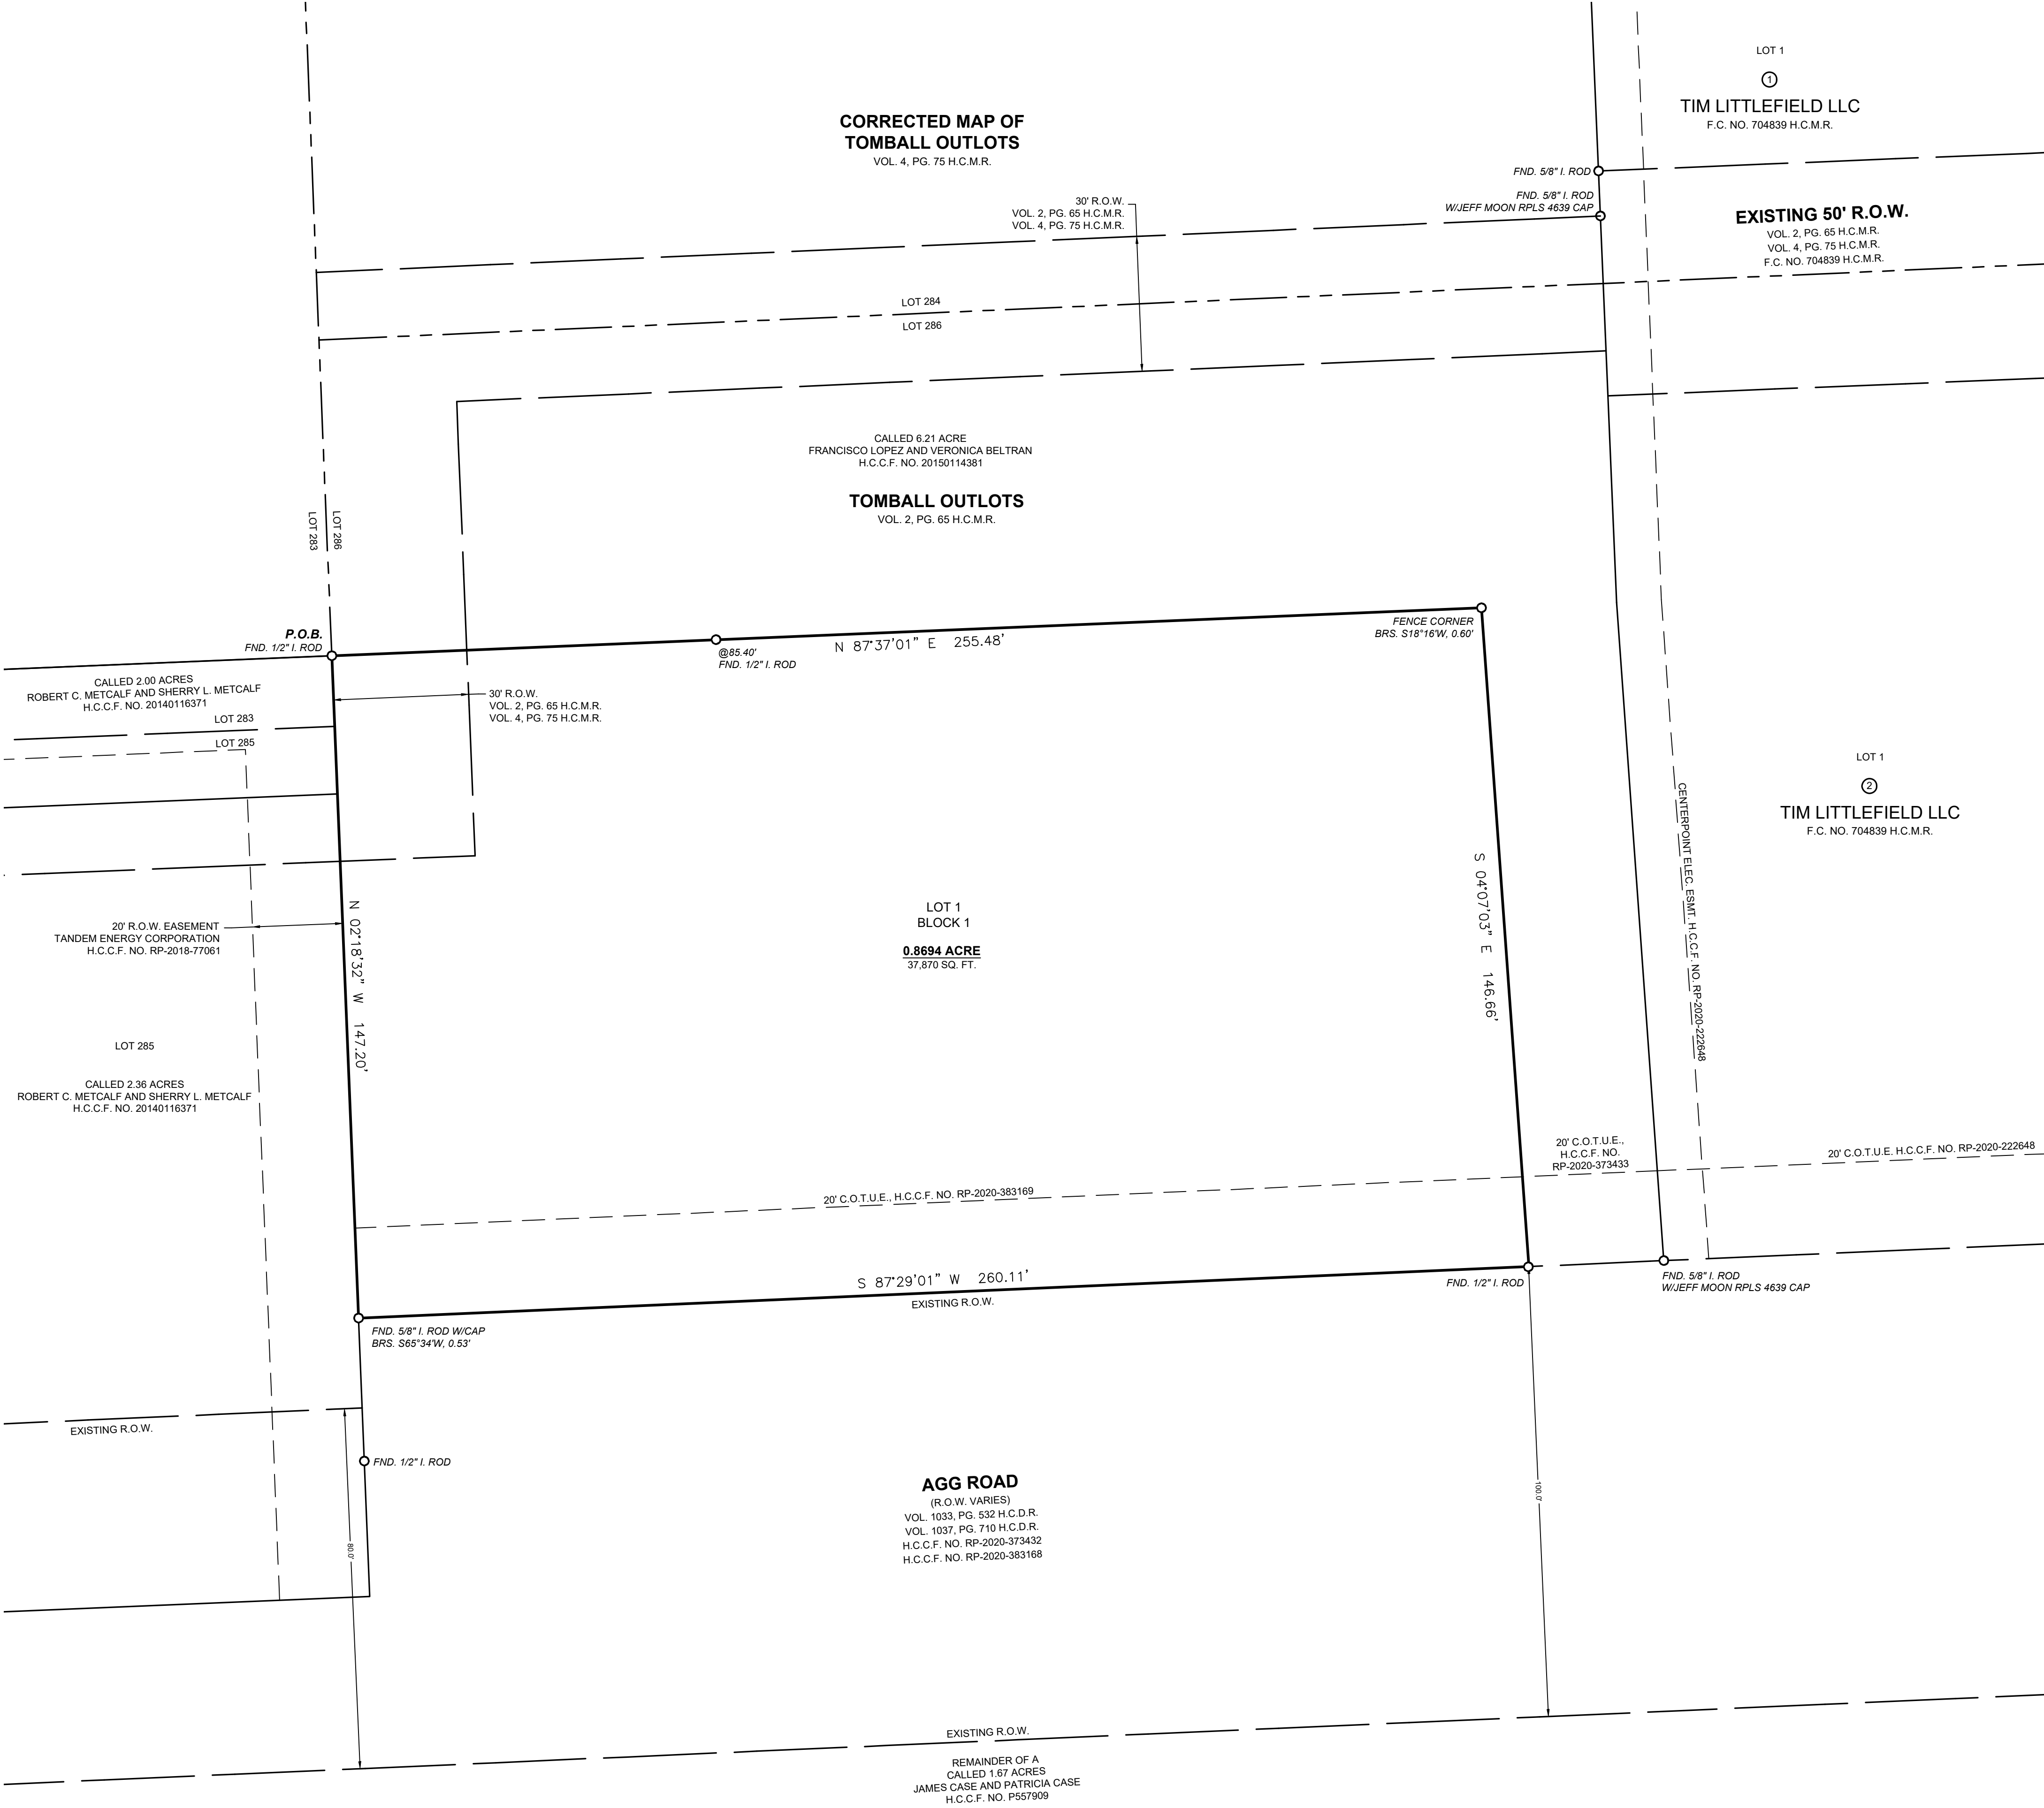 LOT 1
1
TIM LITTLEFIELD LLC
F.C. NO. 704839 H.C.M.R.
CORRECTED MAP OF
TOMBALL OUTLOTS
VOL. 4, PG. 75 H.C.M.R.
FND. 5/8" I. ROD
FND. 5/8" I. ROD
W/JEFF MOON RPLS 4639 CAP
30' R.O.W.
VOL. 2, PG. 65 H.C.M.R.
VOL. 4, PG. 75 H.C.M.R.
EXISTING 50' R.O.W.
VOL. 2, PG. 65 H.C.M.R.
VOL. 4, PG. 75 H.C.M.R.
F.C. NO. 704839 H.C.M.R.
LOT 284
LOT 286
CALLED 6.21 ACRE
FRANCISCO LOPEZ AND VERONICA BELTRAN
H.C.C.F. NO. 20150114381
TOMBALL OUTLOTS
VOL. 2, PG. 65 H.C.M.R.
LOT 283
LOT 286
P.O.B.
FND. 1/2" I. ROD
@85.40'
FND. 1/2" I. ROD
N 87°37'01" E 255.48'
FENCE CORNER
BRS. S18°16'W, 0.60'
CALLED 2.00 ACRES
ROBERT C. METCALF AND SHERRY L. METCALF
H.C.C.F. NO. 20140116371
LOT 283
LOT 285
30' R.O.W.
VOL. 2, PG. 65 H.C.M.R.
VOL. 4, PG. 75 H.C.M.R.
LOT 1
2
TIM LITTLEFIELD LLC
F.C. NO. 704839 H.C.M.R.
CENTERPOINT ELEC. ESMT. H.C.C.F. NO. RP-2020-222648
S 04°07'03" E 146.66'
LOT 1
BLOCK 1
0.8694 ACRE
37,870 SQ. FT.
20' R.O.W. EASEMENT
TANDEM ENERGY CORPORATION
H.C.C.F. NO. RP-2018-77061
N 02°18'32" W 147.20'
LOT 285
CALLED 2.36 ACRES
ROBERT C. METCALF AND SHERRY L. METCALF
H.C.C.F. NO. 20140116371
20' C.O.T.U.E.,
H.C.C.F. NO.
RP-2020-373433
20' C.O.T.U.E. H.C.C.F. NO. RP-2020-222648
20' C.O.T.U.E., H.C.C.F. NO. RP-2020-383169
S 87°29'01" W 260.11'
EXISTING R.O.W.
FND. 1/2" I. ROD
FND. 5/8" I. ROD
W/JEFF MOON RPLS 4639 CAP
FND. 5/8" I. ROD W/CAP
BRS. S65°34'W, 0.53'
EXISTING R.O.W.
FND. 1/2" I. ROD
80.0'
100.0'
AGG ROAD
(R.O.W. VARIES)
VOL. 1033, PG. 532 H.C.D.R.
VOL. 1037, PG. 710 H.C.D.R.
H.C.C.F. NO. RP-2020-373432
H.C.C.F. NO. RP-2020-383168
EXISTING R.O.W.
REMAINDER OF A
CALLED 1.67 ACRES
JAMES CASE AND PATRICIA CASE
H.C.C.F. NO. P557909